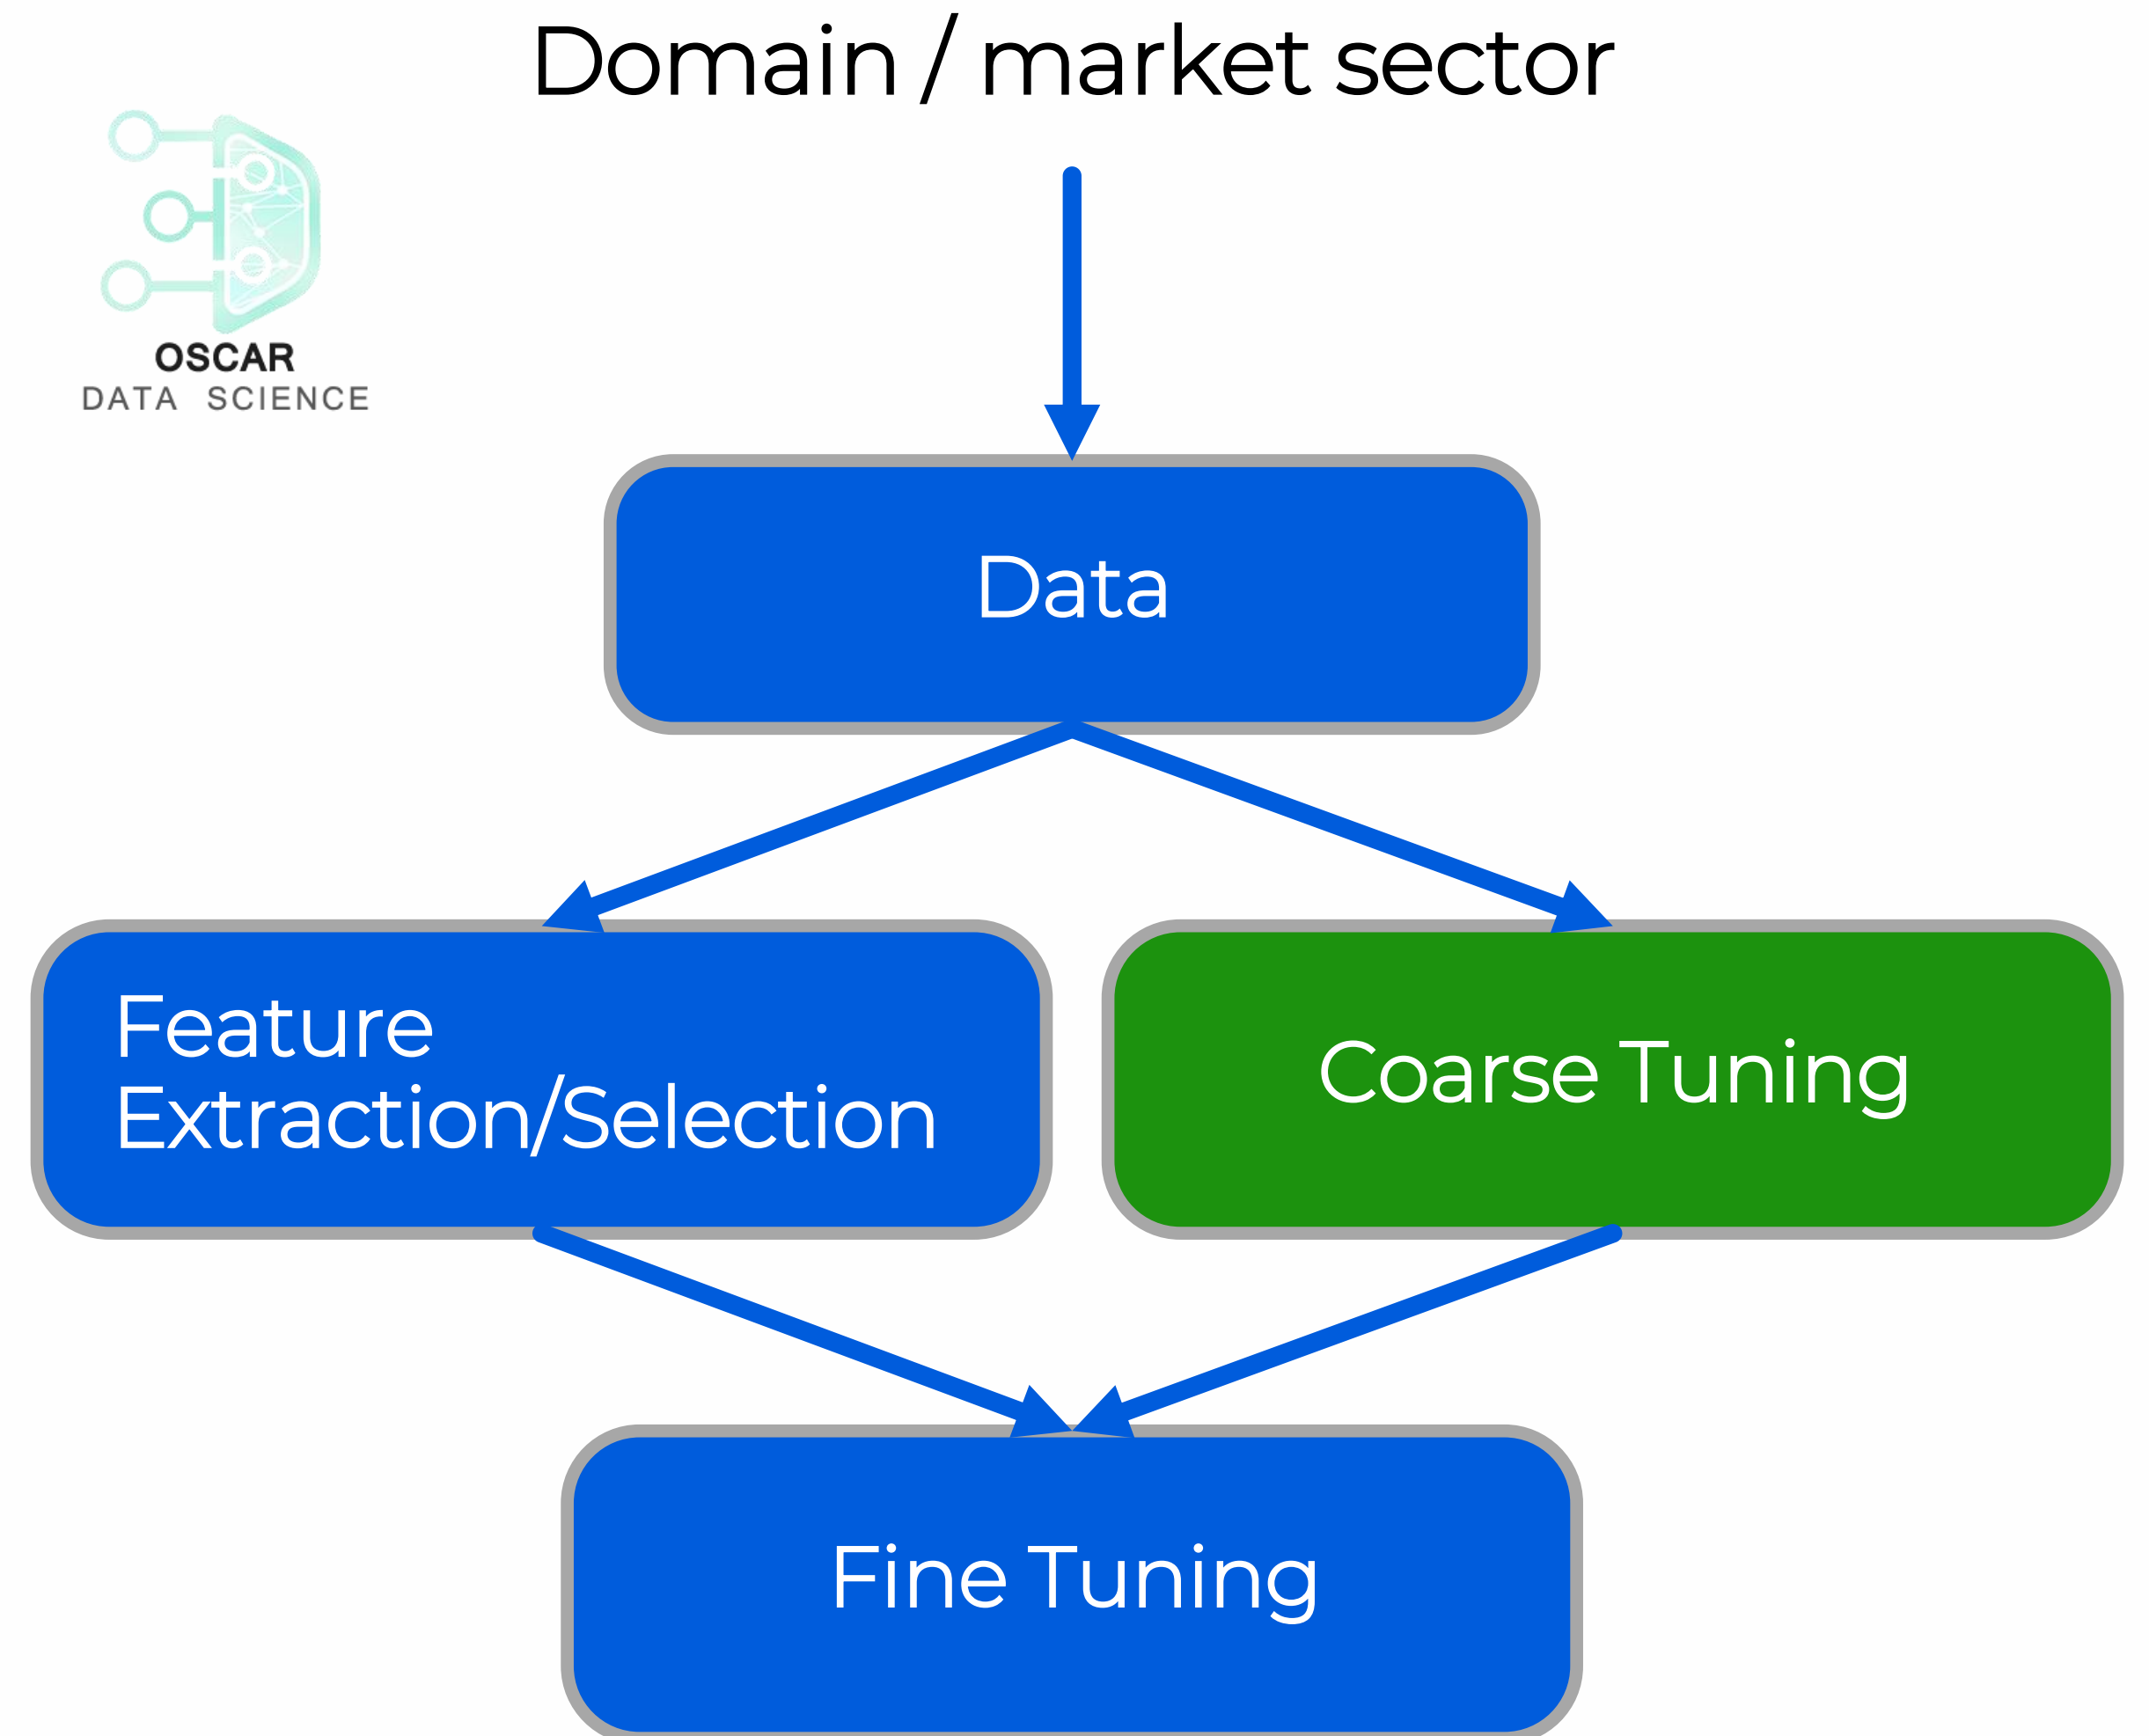 Domain / market sector
OSCAR
DATA SCIENCE
Data
Feature
Extraction/Selection
Coarse Tuning
Fine Tuning